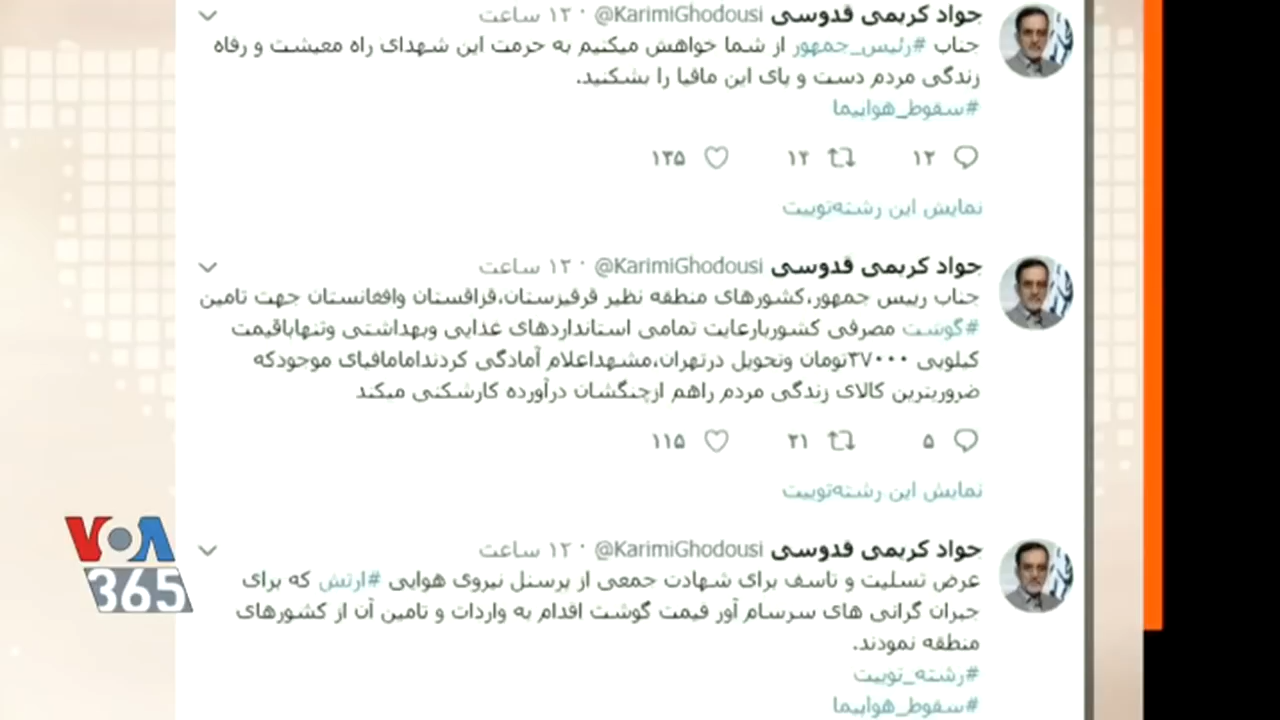 جواد کریمی قدوسی @KarimiGhodousi · ۱۲ ساعت
جناب #رئیس_جمهور از شما خواهش میکنیم به حرمت این شهدای راه معیشت و رفاه
زندگی مردم دست و پای این مافیا را بشکنید.
#سقوط_هواپیما
۱۲ ۱۴ ۱۳۵
نمایش این رشته‌توییت
جواد کریمی قدوسی @KarimiGhodousi · ۱۲ ساعت
جناب رییس جمهور،کشورهای منطقه نظیر قرقیزستان،قزاقستان وافغانستان جهت تامین
#گوشت مصرفی کشوربارعایت تمامی استانداردهای غذایی وبهداشتی وتنهاباقیمت
کیلویی ۳۷۰۰۰تومان وتحویل درتهران،مشهداعلام آمادگی کردنداماما‌فیای موجودکه
ضروریترین کالای زندگی مردم راهم ازچنگشان درآورده کارشکنی میکند
۵ ۲۱ ۱۱۵
نمایش این رشته‌توییت
جواد کریمی قدوسی @KarimiGhodousi · ۱۲ ساعت
عرض تسلیت و تاسف برای شهادت جمعی از پرسنل نیروی هوایی #ارتش که برای
جبران گرانی های سرسام آور قیمت گوشت اقدام به واردات و تامین آن از کشورهای
منطقه نمودند.
#رشته_توییت
#سقوط_هواپیما
VOA
365